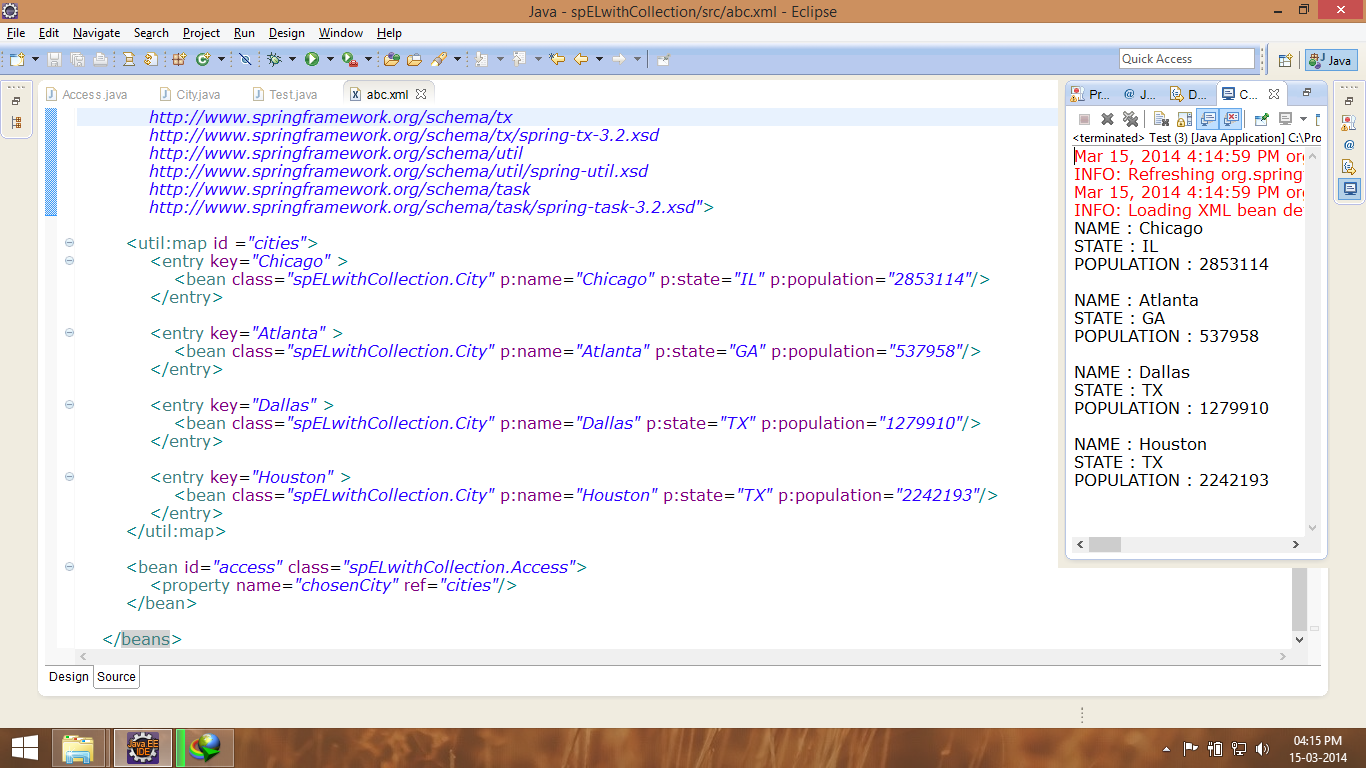 Java - spELwithCollection/src/abc.xml - Eclipse
File Edit Navigate Search Project Run Design Window Help
Quick Access
Java
Access.java City.java Test.java abc.xml
http://www.springframework.org/schema/tx
http://www.springframework.org/schema/tx/spring-tx-3.2.xsd
http://www.springframework.org/schema/util
http://www.springframework.org/schema/util/spring-util.xsd
http://www.springframework.org/schema/task
http://www.springframework.org/schema/task/spring-task-3.2.xsd">
<util:map id ="cities">
<entry key="Chicago" >
<bean class="spELwithCollection.City" p:name="Chicago" p:state="IL" p:population="2853114"/>
</entry>
<entry key="Atlanta" >
<bean class="spELwithCollection.City" p:name="Atlanta" p:state="GA" p:population="537958"/>
</entry>
<entry key="Dallas" >
<bean class="spELwithCollection.City" p:name="Dallas" p:state="TX" p:population="1279910"/>
</entry>
<entry key="Houston" >
<bean class="spELwithCollection.City" p:name="Houston" p:state="TX" p:population="2242193"/>
</entry>
</util:map>
<bean id="access" class="spELwithCollection.Access">
<property name="chosenCity" ref="cities"/>
</bean>
</beans>
Design Source
Pr... @ J... D... C...
<terminated> Test (3) [Java Application] C:\Pro
Mar 15, 2014 4:14:59 PM org
INFO: Refreshing org.spring
Mar 15, 2014 4:14:59 PM org
INFO: Loading XML bean de
NAME : Chicago
STATE : IL
POPULATION : 2853114
NAME : Atlanta
STATE : GA
POPULATION : 537958
NAME : Dallas
STATE : TX
POPULATION : 1279910
NAME : Houston
STATE : TX
POPULATION : 2242193
Java EE
IDE
04:15 PM
15-03-2014